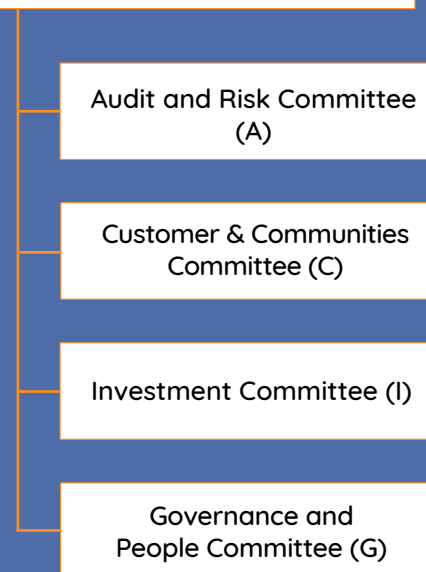 Audit and Risk Committee
(A)
Customer & Communities
Committee (C)
Investment Committee (I)
Governance and
People Committee (G)